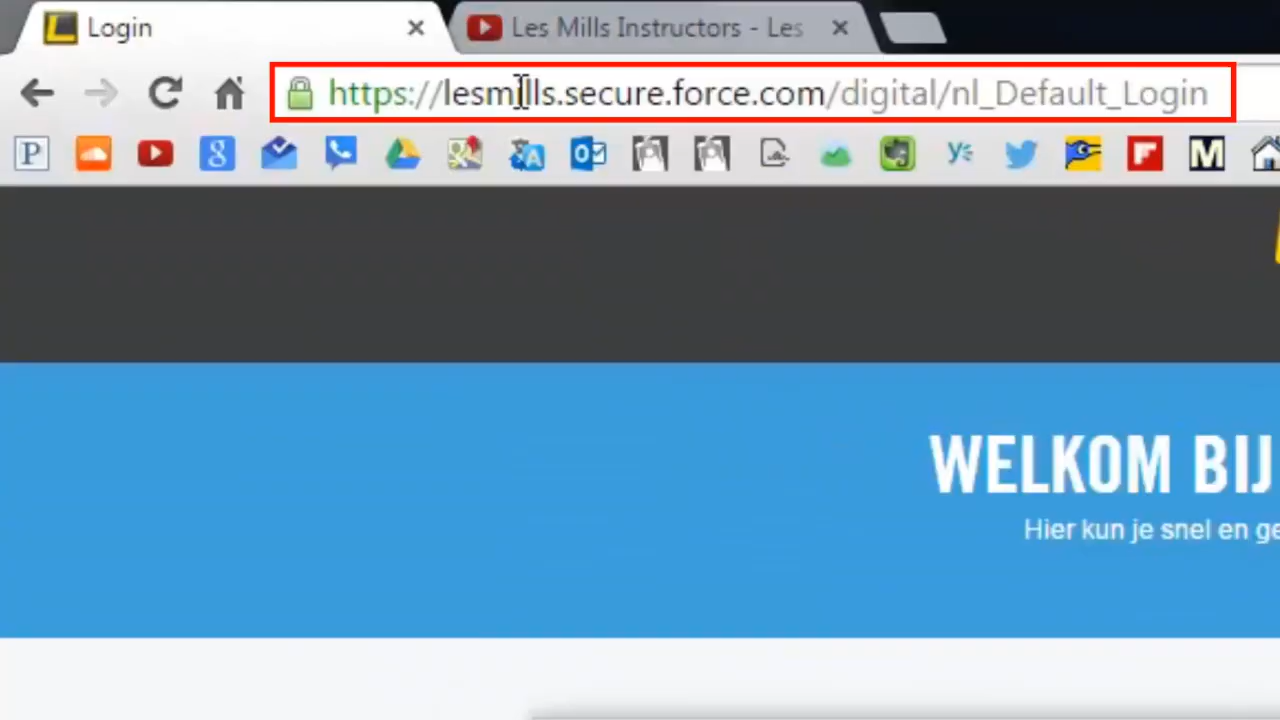 Login
Les Mills Instructors - Les
https://lesmills.secure.force.com/digital/nl_Default_Login
WELKOM BIJ
Hier kun je snel en ge